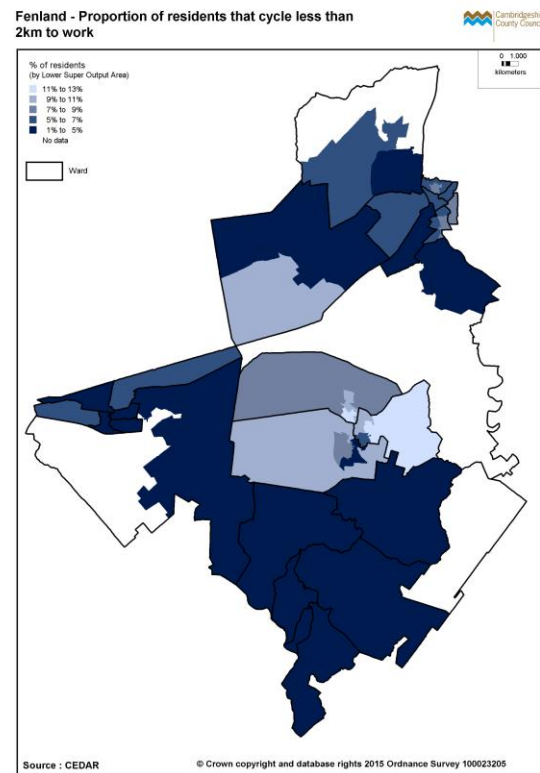 Fenland - Proportion of residents that cycle less than
2km to work
Cambridgeshire
County Council
0 1.000
kilometers
% of residents
(by Lower Super Output Area)
11% to 13%
9% to 11%
7% to 9%
5% to 7%
1% to 5%
No data
Ward
Source : CEDAR
© Crown copyright and database rights 2015 Ordnance Survey 100023205